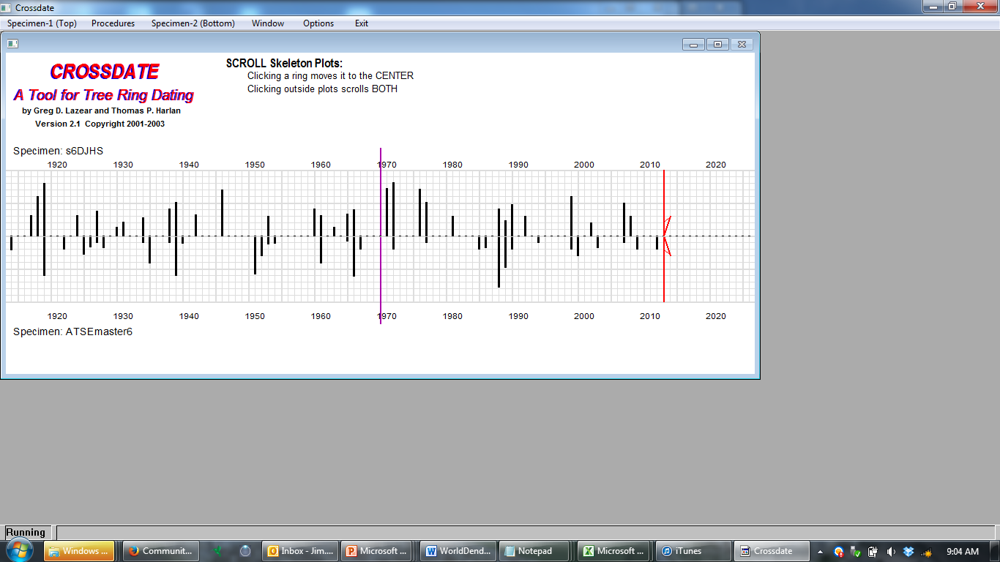 Crossdate
Specimen-1 (Top) Procedures Specimen-2 (Bottom) Window Options Exit
CROSSDATE
A Tool for Tree Ring Dating
by Greg D. Lazear and Thomas P. Harlan
Version 2.1 Copyright 2001-2003
SCROLL Skeleton Plots:
Clicking a ring moves it to the CENTER
Clicking outside plots scrolls BOTH
Specimen: s6DJHS
1920 1930 1940 1950 1960 1970 1980 1990 2000 2010 2020
1920 1930 1940 1950 1960 1970 1980 1990 2000 2010 2020
Specimen: ATSEmaster6
Running
Windows ... Communit... Inbox - Jim.... Microsoft ... WorldDend... Notepad Microsoft ... iTunes Crossdate 9:04 AM